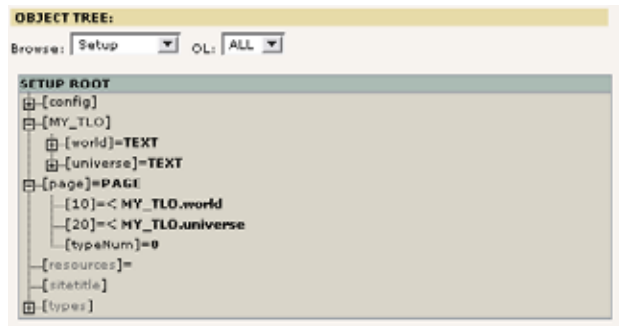 OBJECT TREE:
Browse: Setup OL: ALL
SETUP ROOT
[config]
[MY_TLO]
[world]=TEXT
[universe]=TEXT
[page]=PAGE
[10]=< MY_TLO.world
[20]=< MY_TLO.universe
[typeNum]=0
[resources]=
[sitetitle]
[types]